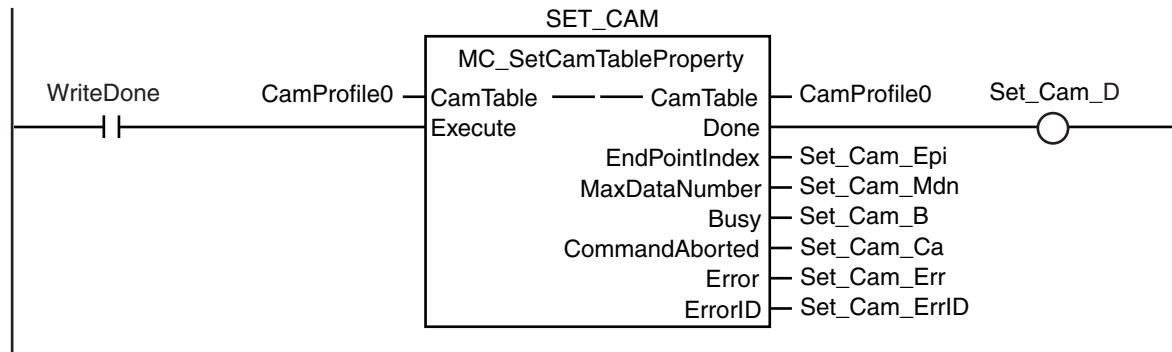 SET_CAM
MC_SetCamTableProperty
WriteDone CamProfile0 CamTable CamTable CamProfile0 Set_Cam_D
Execute Done
EndPointIndex Set_Cam_Epi
MaxDataNumber Set_Cam_Mdn
Busy Set_Cam_B
CommandAborted Set_Cam_Ca
Error Set_Cam_Err
ErrorID Set_Cam_ErrID